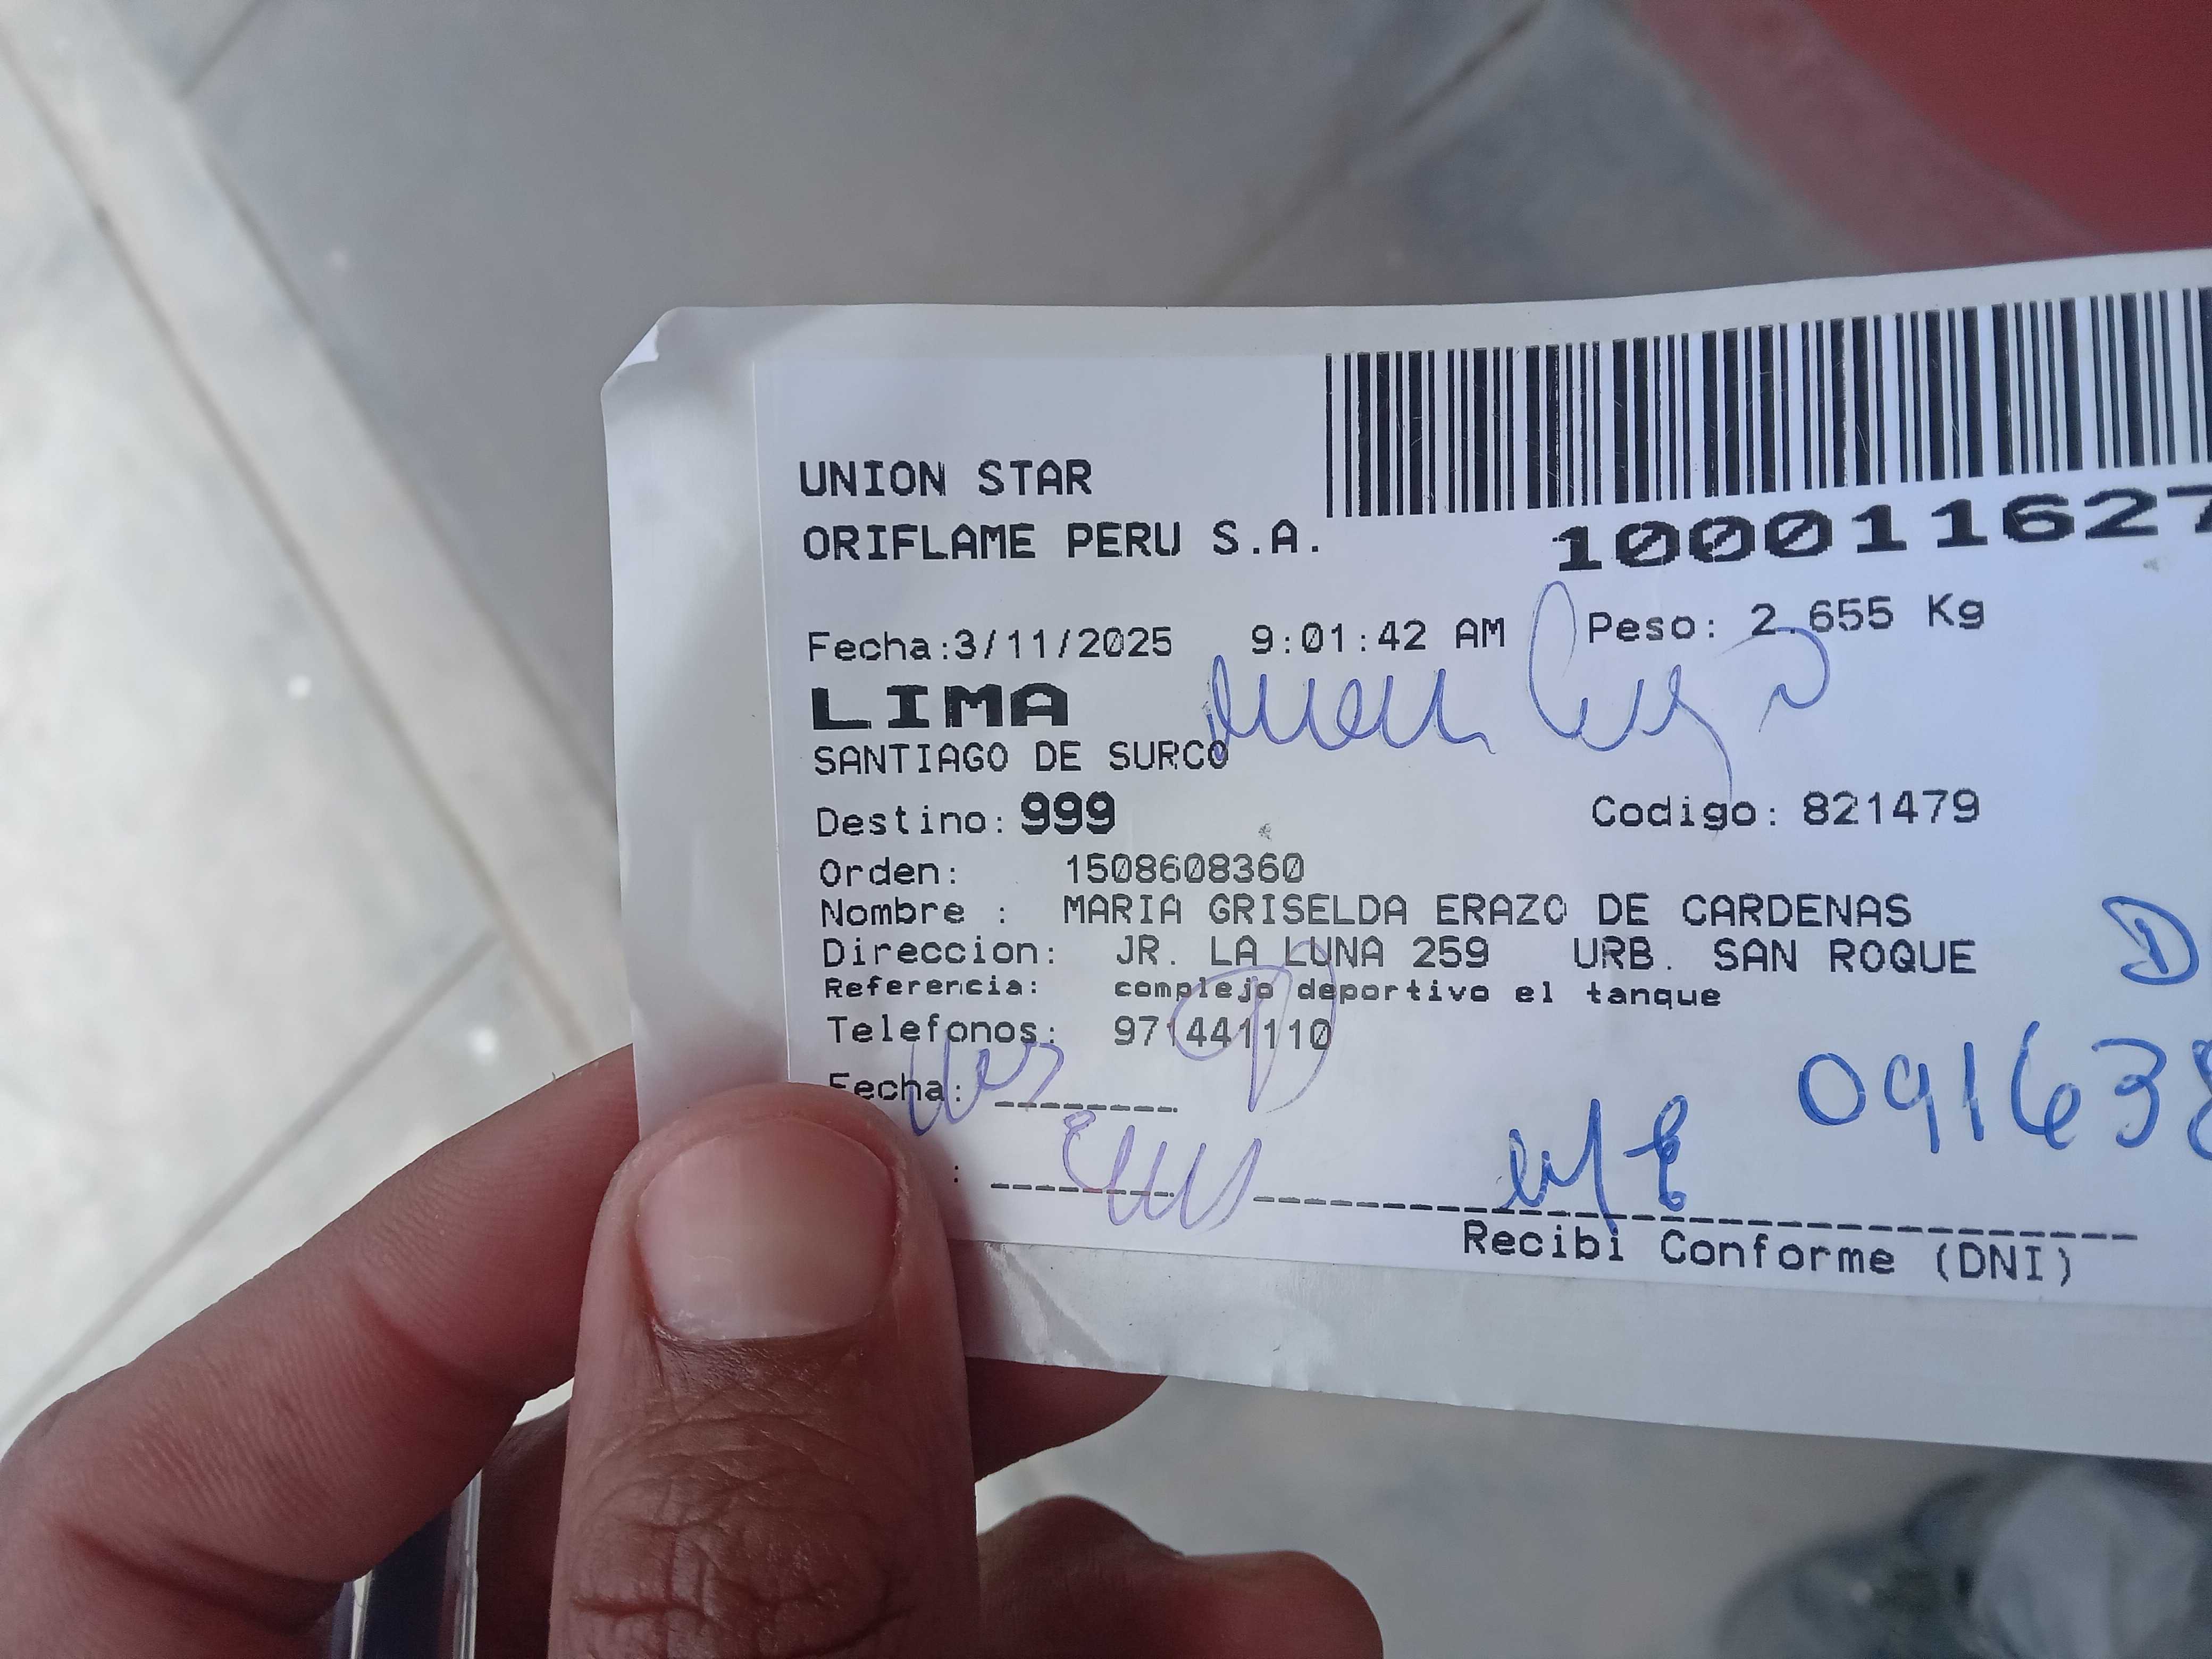 UNION STAR
ORIFLAME PERU S.A.
100011627
Fecha:3/11/2025 9:01:42 AM Peso: 2.655 Kg
LIMA
SANTIAGO DE SURCO
Destino: 999 Codigo: 821479
Orden: 1508608360
Nombre : MARIA GRISELDA ERAZO DE CARDENAS
Direccion: JR. LA LUNA 259 URB. SAN ROQUE
Referencia: complejo deportivo el tanque
Telefonos: 971441110
Fecha:
091638
Recibi Conforme (DNI)